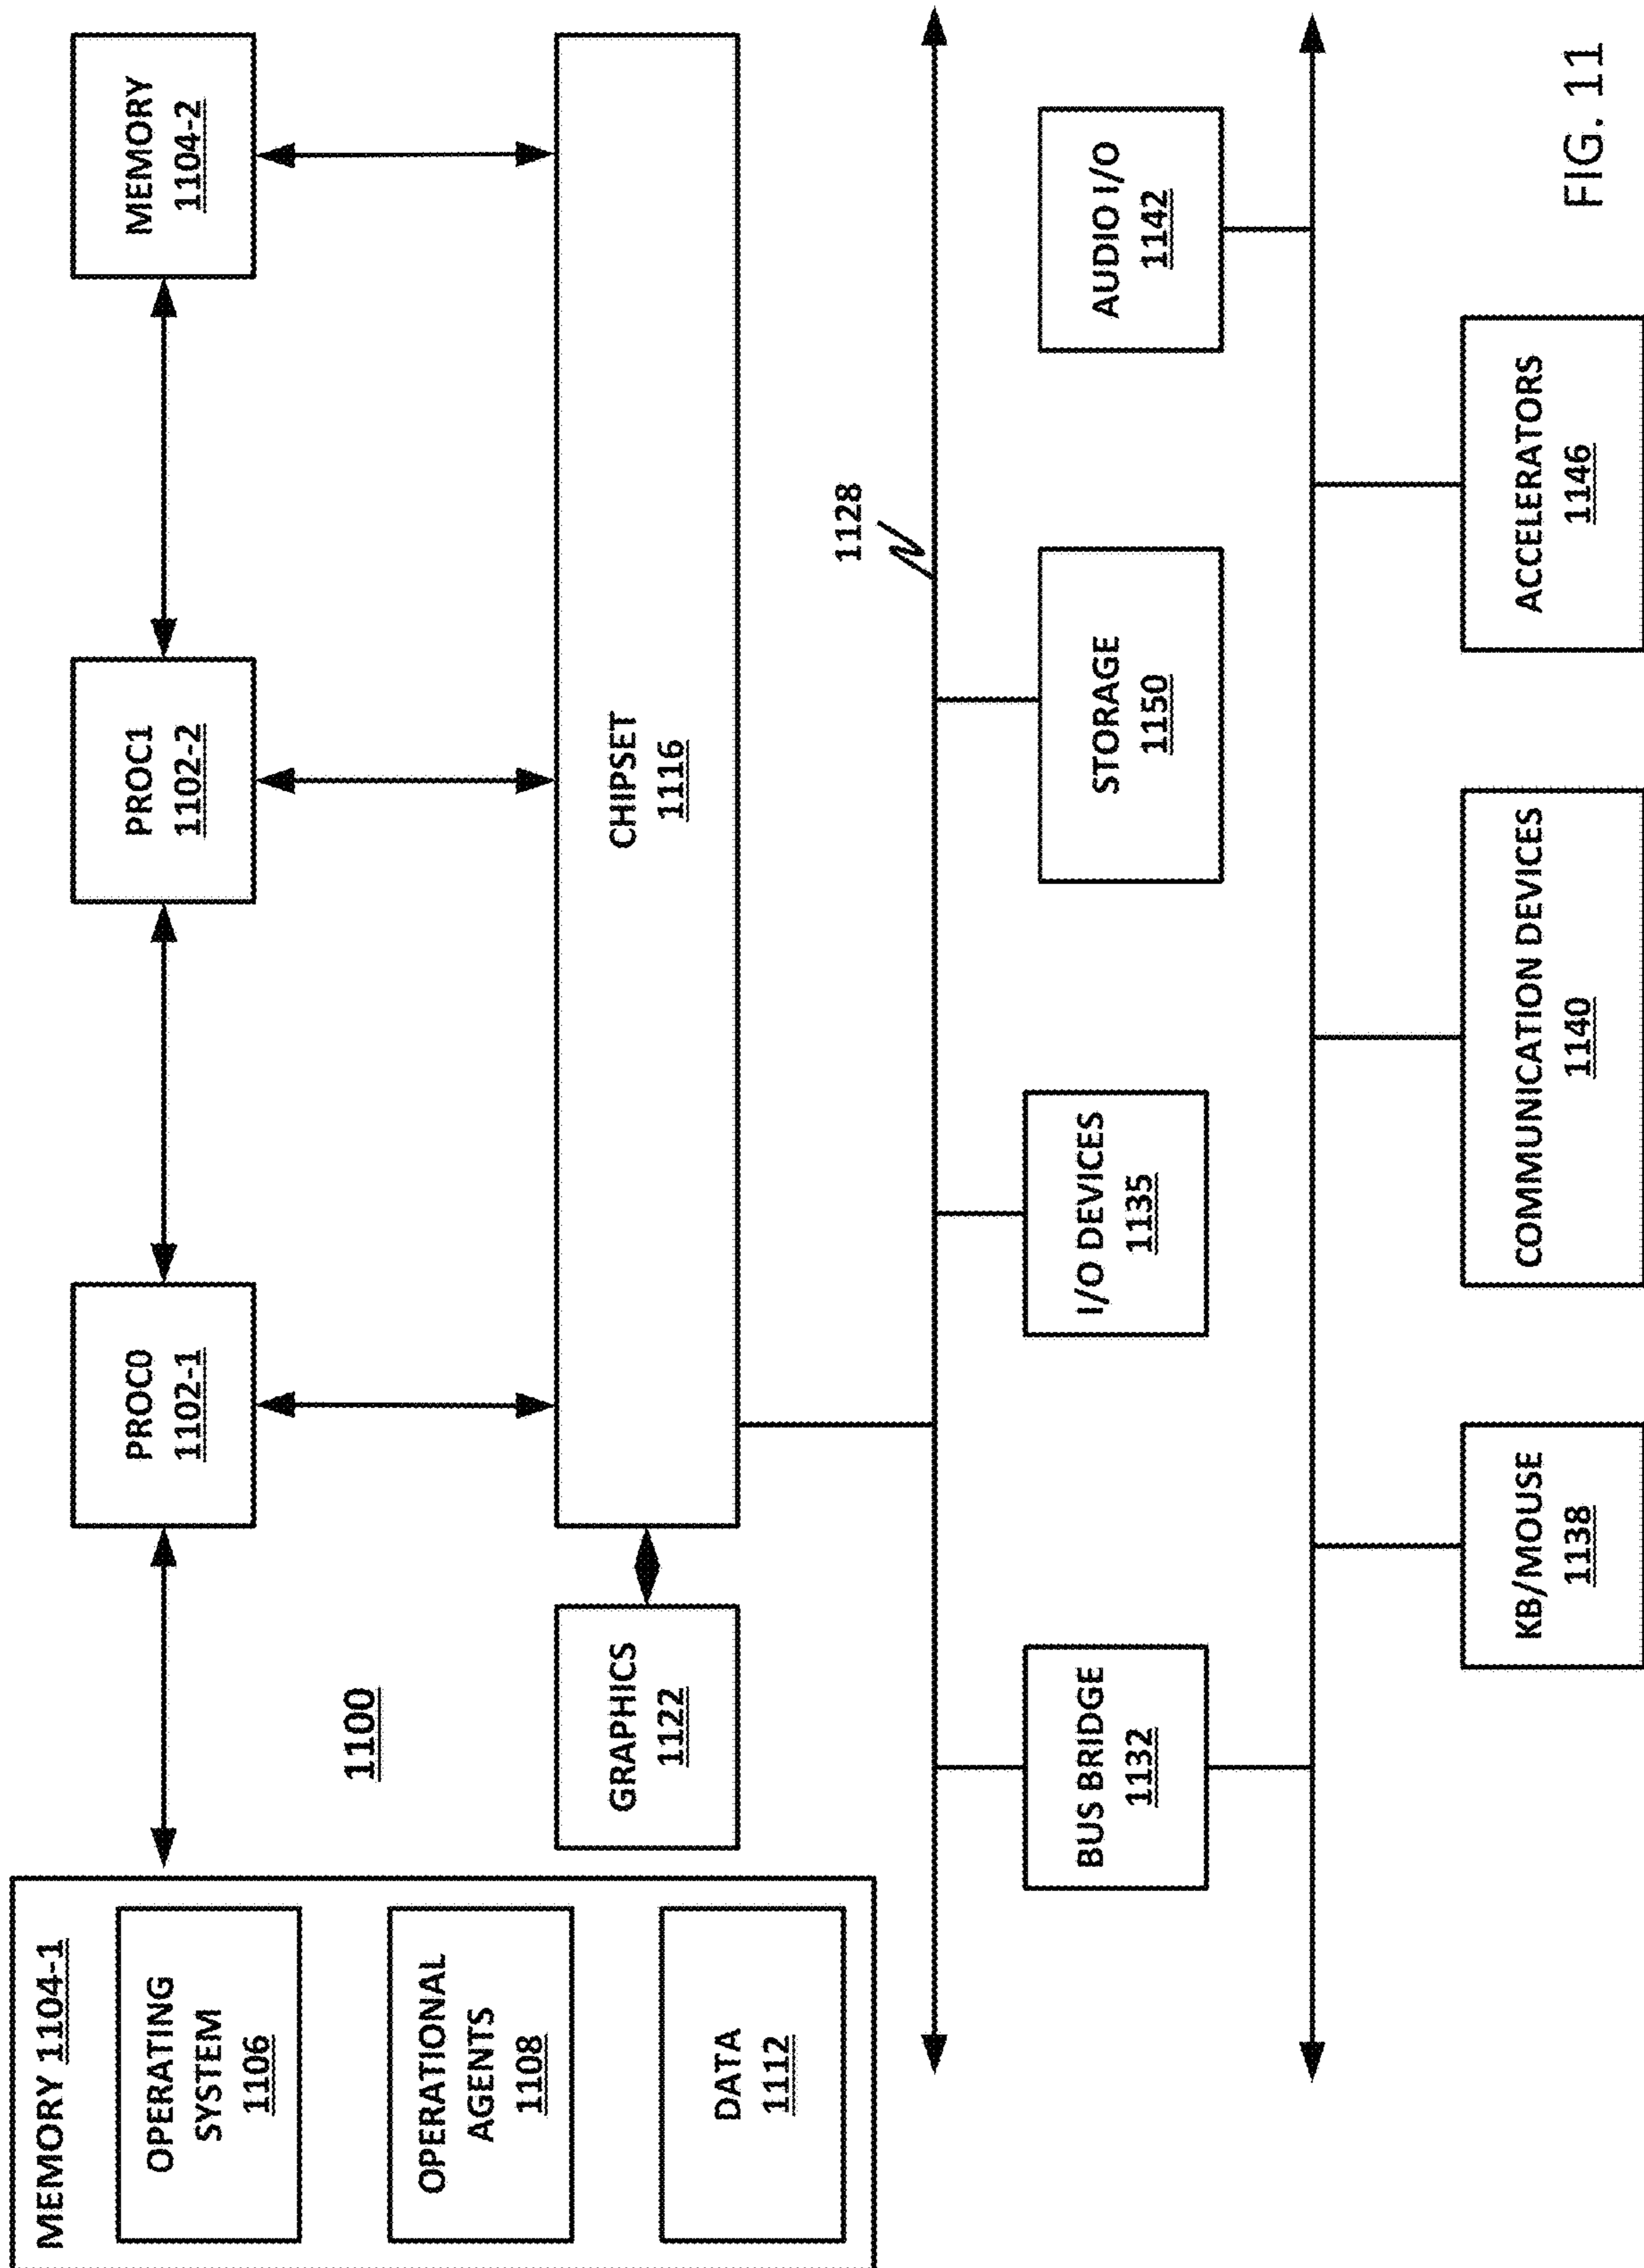 MEMORY 1104-1
OPERATING
SYSTEM
1106
OPERATIONAL
AGENTS
1108
DATA
1112
PROC0
1102-1
PROC1
1102-2
MEMORY
1104-2
1100
GRAPHICS
1122
CHIPSET
1116
1128
BUS BRIDGE
1132
I/O DEVICES
1135
STORAGE
1150
AUDIO I/O
1142
KB/MOUSE
1138
COMMUNICATION DEVICES
1140
ACCELERATORS
1146
FIG. 11